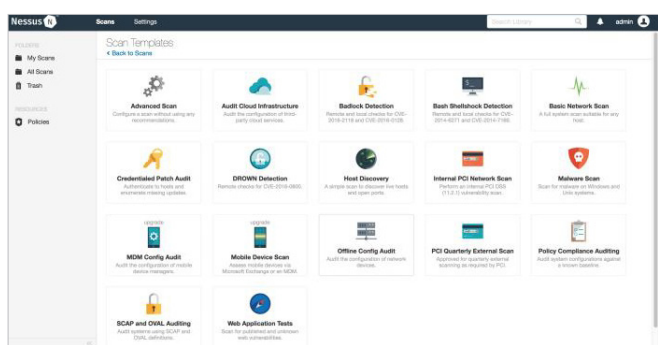 Nessus N Scans Settings Search Library admin
FOLDERS
My Scans
All Scans
Trash
RESOURCES
Policies
Scan Templates
< Back to Scans
Advanced Scan
Configure a scan without using any
recommendations.
Audit Cloud Infrastructure
Audit the configuration of third-
party cloud services.
Badlock Detection
Remote and local checks for CVE-
2016-2118 and CVE-2016-0128.
Bash Shellshock Detection
Remote and local checks for CVE-
2014-6271 and CVE-2014-7169.
Basic Network Scan
A full system scan suitable for any
host.
Credentialed Patch Audit
Authenticate to hosts and
enumerate missing updates.
DROWN Detection
Remote checks for CVE-2016-0800.
Host Discovery
A simple scan to discover live hosts
and open ports.
Internal PCI Network Scan
Perform an internal PCI DSS
(11.2.1) vulnerability scan.
Malware Scan
Scan for malware on Windows and
Unix systems.
upgrade
MDM Config Audit
Audit the configuration of mobile
device managers.
upgrade
Mobile Device Scan
Assess mobile devices via
Microsoft Exchange or an MDM.
Offline Config Audit
Audit the configuration of network
devices.
PCI Quarterly External Scan
Approved for quarterly external
scanning as required by PCI.
Policy Compliance Auditing
Audit system configurations against
a known baseline.
SCAP and OVAL Auditing
Audit systems using SCAP and
OVAL definitions.
Web Application Tests
Scan for published and unknown
web vulnerabilities.